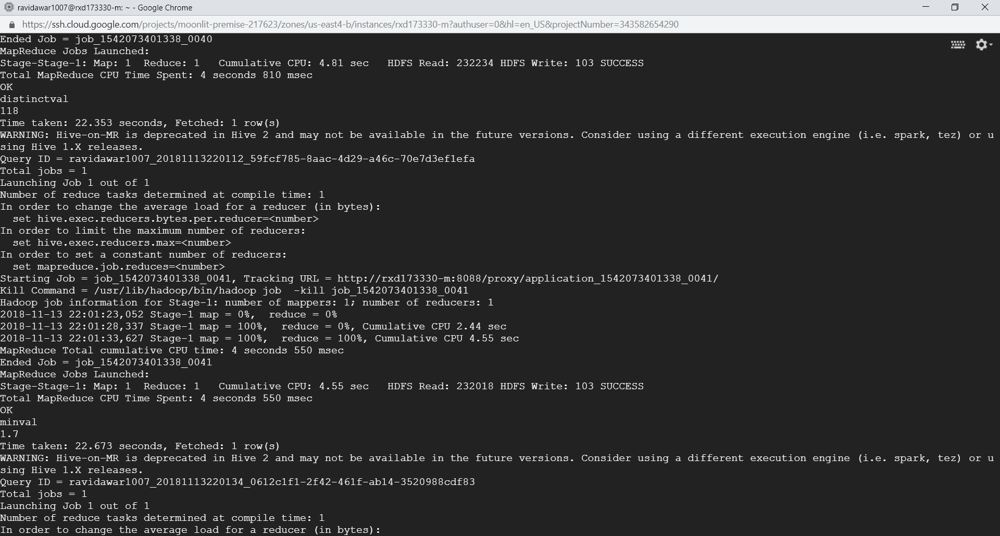 ravidawar1007@rxd173330-m: ~ - Google Chrome
https://ssh.cloud.google.com/projects/moonlit-premise-217623/zones/us-east4-b/instances/rxd173330-m?authuser=0&hl=en_US&projectNumber=343582654290
Ended Job = job_1542073401338_0040
MapReduce Jobs Launched:
Stage-Stage-1: Map: 1  Reduce: 1   Cumulative CPU: 4.81 sec   HDFS Read: 232234 HDFS Write: 103 SUCCESS
Total MapReduce CPU Time Spent: 4 seconds 810 msec
OK
distinctval
118
Time taken: 22.353 seconds, Fetched: 1 row(s)
WARNING: Hive-on-MR is deprecated in Hive 2 and may not be available in the future versions. Consider using a different execution engine (i.e. spark, tez) or u
sing Hive 1.X releases.
Query ID = ravidawar1007_20181113220112_59fcf785-8aac-4d29-a46c-70e7d3ef1efa
Total jobs = 1
Launching Job 1 out of 1
Number of reduce tasks determined at compile time: 1
In order to change the average load for a reducer (in bytes):
  set hive.exec.reducers.bytes.per.reducer=<number>
In order to limit the maximum number of reducers:
  set hive.exec.reducers.max=<number>
In order to set a constant number of reducers:
  set mapreduce.job.reduces=<number>
Starting Job = job_1542073401338_0041, Tracking URL = http://rxd173330-m:8088/proxy/application_1542073401338_0041/
Kill Command = /usr/lib/hadoop/bin/hadoop job  -kill job_1542073401338_0041
Hadoop job information for Stage-1: number of mappers: 1; number of reducers: 1
2018-11-13 22:01:23,052 Stage-1 map = 0%,  reduce = 0%
2018-11-13 22:01:28,337 Stage-1 map = 100%,  reduce = 0%, Cumulative CPU 2.44 sec
2018-11-13 22:01:33,627 Stage-1 map = 100%,  reduce = 100%, Cumulative CPU 4.55 sec
MapReduce Total cumulative CPU time: 4 seconds 550 msec
Ended Job = job_1542073401338_0041
MapReduce Jobs Launched:
Stage-Stage-1: Map: 1  Reduce: 1   Cumulative CPU: 4.55 sec   HDFS Read: 232018 HDFS Write: 103 SUCCESS
Total MapReduce CPU Time Spent: 4 seconds 550 msec
OK
minval
1.7
Time taken: 22.673 seconds, Fetched: 1 row(s)
WARNING: Hive-on-MR is deprecated in Hive 2 and may not be available in the future versions. Consider using a different execution engine (i.e. spark, tez) or u
sing Hive 1.X releases.
Query ID = ravidawar1007_20181113220134_0612c1f1-2f42-461f-ab14-3520988cdf83
Total jobs = 1
Launching Job 1 out of 1
Number of reduce tasks determined at compile time: 1
In order to change the average load for a reducer (in bytes):